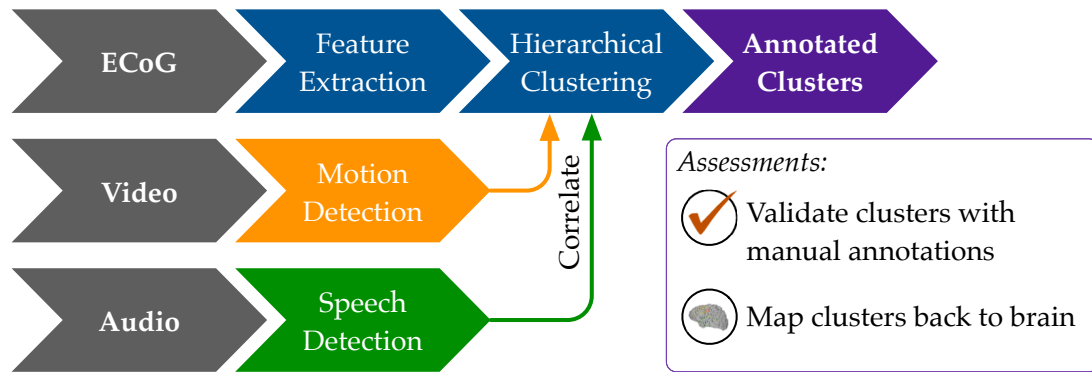 ECoG
Feature
Extraction
Hierarchical
Clustering
Annotated
Clusters
Video
Motion
Detection
Audio
Speech
Detection
Correlate
Assessments:
Validate clusters with
manual annotations
Map clusters back to brain